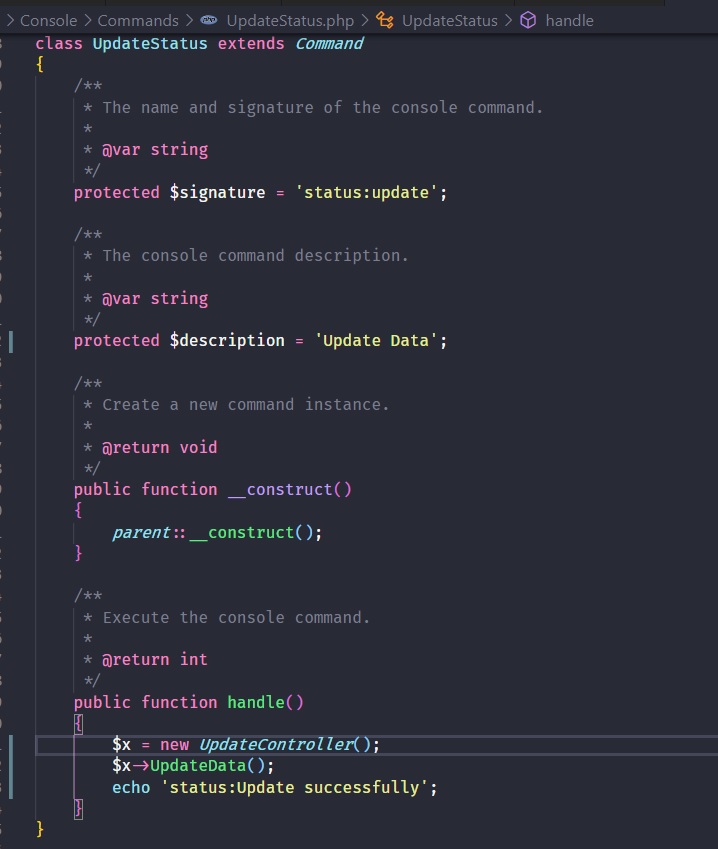 Console > Commands > UpdateStatus.php > UpdateStatus > handle
class UpdateStatus extends Command
{
/**
* The name and signature of the console command.
*
* @var string
*/
protected $signature = 'status:update';
/**
* The console command description.
*
* @var string
*/
protected $description = 'Update Data';
/**
* Create a new command instance.
*
* @return void
*/
public function __construct()
{
parent::__construct();
}
/**
* Execute the console command.
*
* @return int
*/
public function handle()
{
$x = new UpdateController();
$x->UpdateData();
echo 'status:Update successfully';
}
}